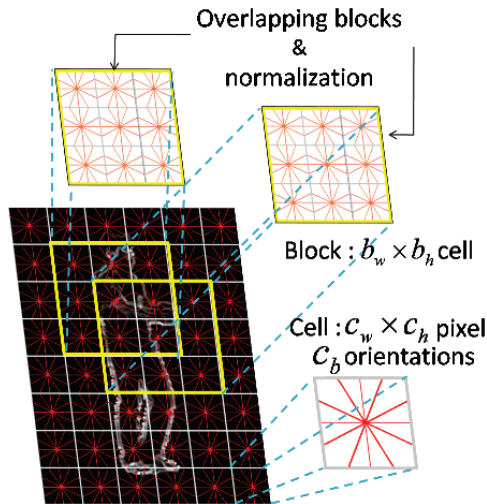 Overlapping blocks
&
normalization
Block : b_w × b_h cell
Cell : C_w × C_h pixel
C_b orientations